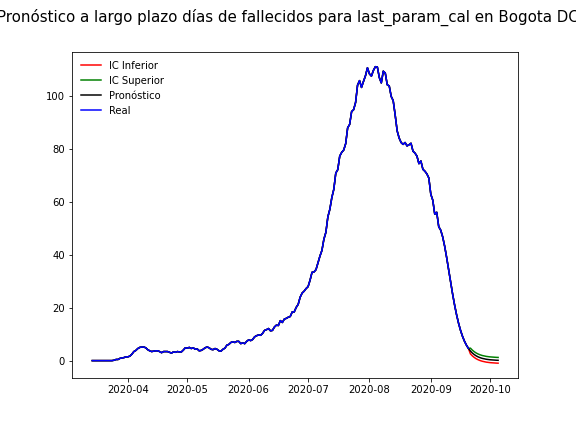 Pronóstico a largo plazo días de fallecidos para last_param_cal en Bogota DC
IC Inferior
IC Superior
Pronóstico
Real
100
80
60
40
20
0
2020-04 2020-05 2020-06 2020-07 2020-08 2020-09 2020-10